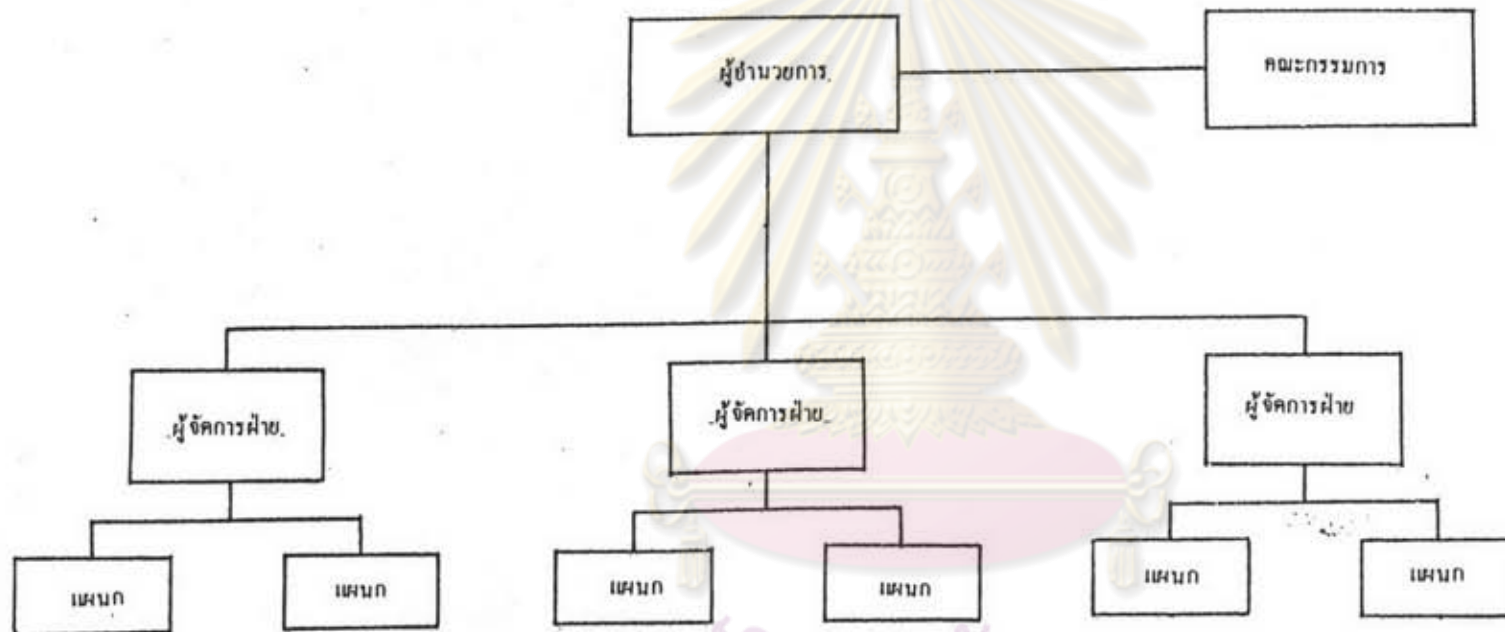 ผู้อำนวยการ
คณะกรรมการ
ผู้จัดการฝ่าย
ผู้จัดการฝ่าย
ผู้จัดการฝ่าย
แผนก
แผนก
แผนก
แผนก
แผนก
แผนก